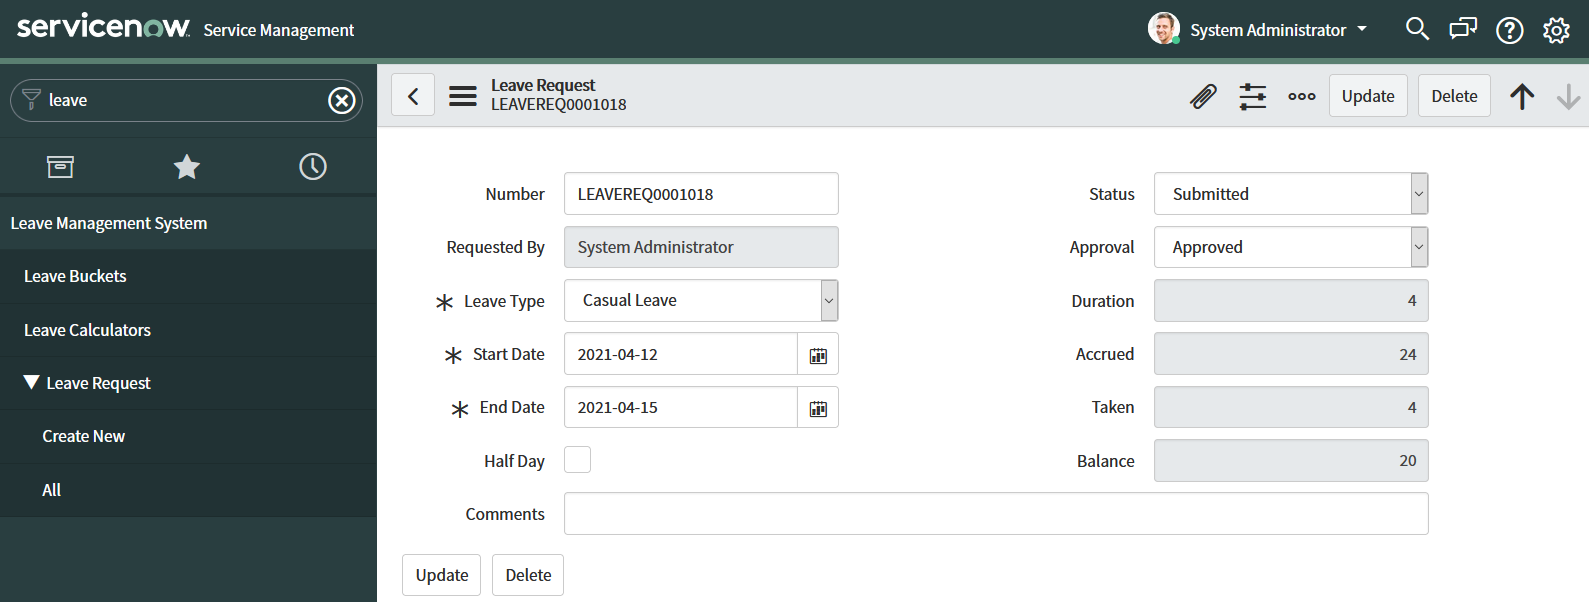 servicenow Service Management
System Administrator
leave
Leave Request
LEAVEREQ0001018
Update
Delete
Leave Management System
Leave Buckets
Leave Calculators
Leave Request
Create New
All
Number LEAVEREQ0001018
Requested By System Administrator
Leave Type Casual Leave
Start Date 2021-04-12
End Date 2021-04-15
Half Day
Status Submitted
Approval Approved
Duration 4
Accrued 24
Taken 4
Balance 20
Comments
Update
Delete